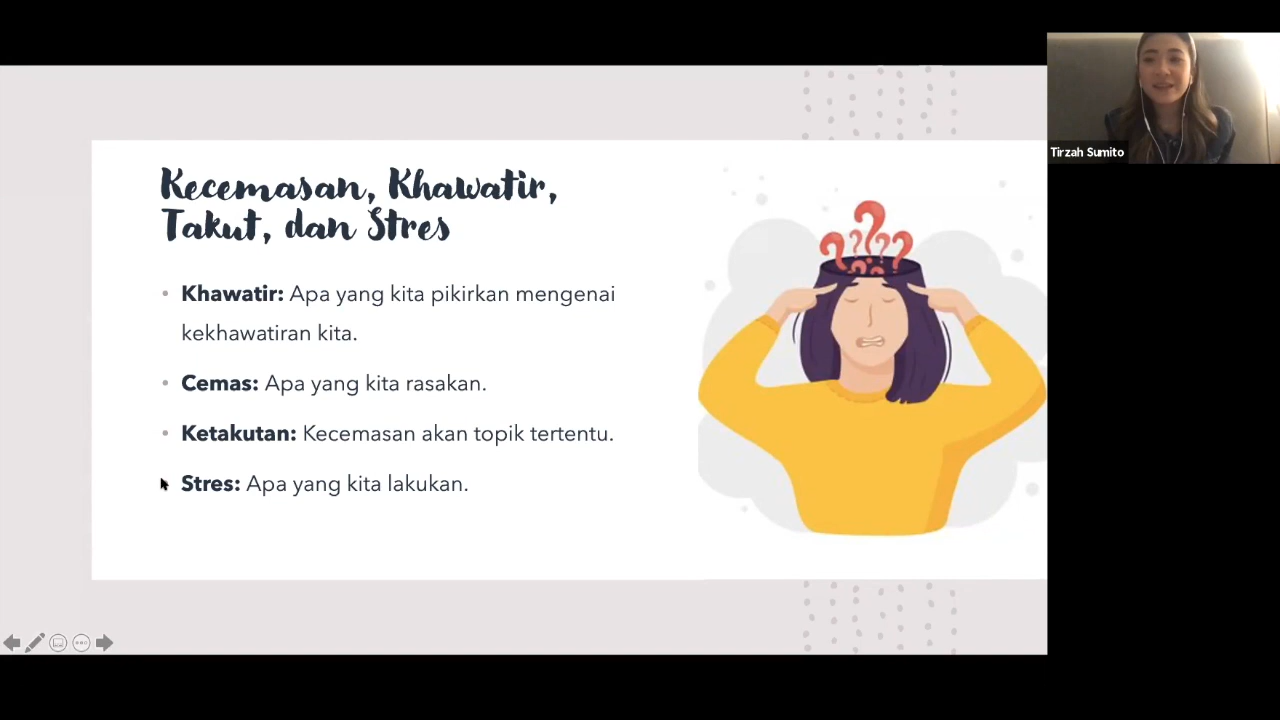 Kecemasan, Khawatir,
Takut, dan Stres
Khawatir: Apa yang kita pikirkan mengenai
kekhawatiran kita.
Cemas: Apa yang kita rasakan.
Ketakutan: Kecemasan akan topik tertentu.
Stres: Apa yang kita lakukan.
Tirzah Sumito